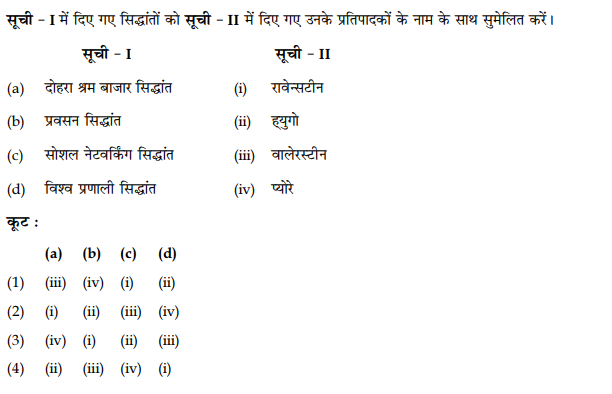 सूची - I में दिए गए सिद्धांतों को सूची - II में दिए गए उनके प्रतिपादकों के नाम के साथ सुमेलित करें।
सूची - I सूची - II
(a) दोहरा श्रम बाजार सिद्धांत (i) रावेन्सटीन
(b) प्रवसन सिद्धांत (ii) ह्युगो
(c) सोशल नेटवर्किंग सिद्धांत (iii) वालेरस्टीन
(d) विश्व प्रणाली सिद्धांत (iv) प्योरे
कूट :
(a) (b) (c) (d)
(1) (iii) (iv) (i) (ii)
(2) (i) (ii) (iii) (iv)
(3) (iv) (i) (ii) (iii)
(4) (ii) (iii) (iv) (i)